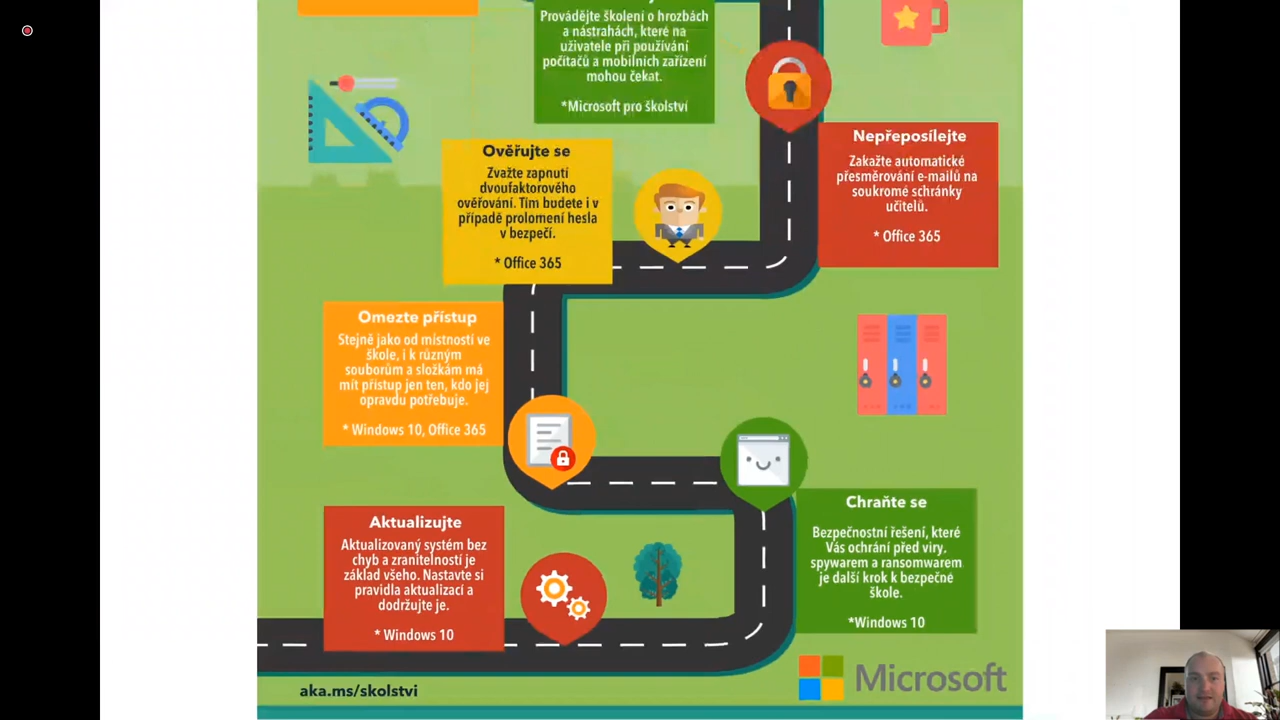 Provádějte školení o hrozbách
a nástrahách, které na
uživatele při používání
počítačů a mobilních zařízení
mohou čekat.
*Microsoft pro školství
Nepřeposílejte
Zakažte automatické
přesměrování e-mailů na
soukromé schránky
učitelů.
* Office 365
Ověřujte se
Zvažte zapnutí
dvoufaktorového
ověřování. Tím budete i v
případě prolomení hesla
v bezpečí.
* Office 365
Omezte přístup
Stejně jako od místností ve
škole, i k různým
souborům a složkám má
mít přístup jen ten, kdo jej
opravdu potřebuje.
* Windows 10, Office 365
Chraňte se
Bezpečnostní řešení, které
Vás ochrání před viry.
spywarem a ransomwarem
je další krok k bezpečné
škole.
*Windows 10
Aktualizujte
Aktualizovaný systém bez
chyb a zranitelností je
základ všeho. Nastavte si
pravidla aktualizací a
dodržujte je.
* Windows 10
aka.ms/skolstvi
Microsoft